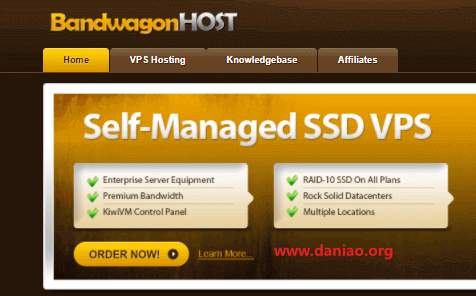 BandwagonHOST
Home VPS Hosting Knowledgebase Affiliates
Self-Managed SSD VPS
Enterprise Server Equipment
Premium Bandwidth
KiwiVM Control Panel
RAID-10 SSD On All Plans
Rock Solid Datacenters
Multiple Locations
ORDER NOW! Learn More... www.daniao.org